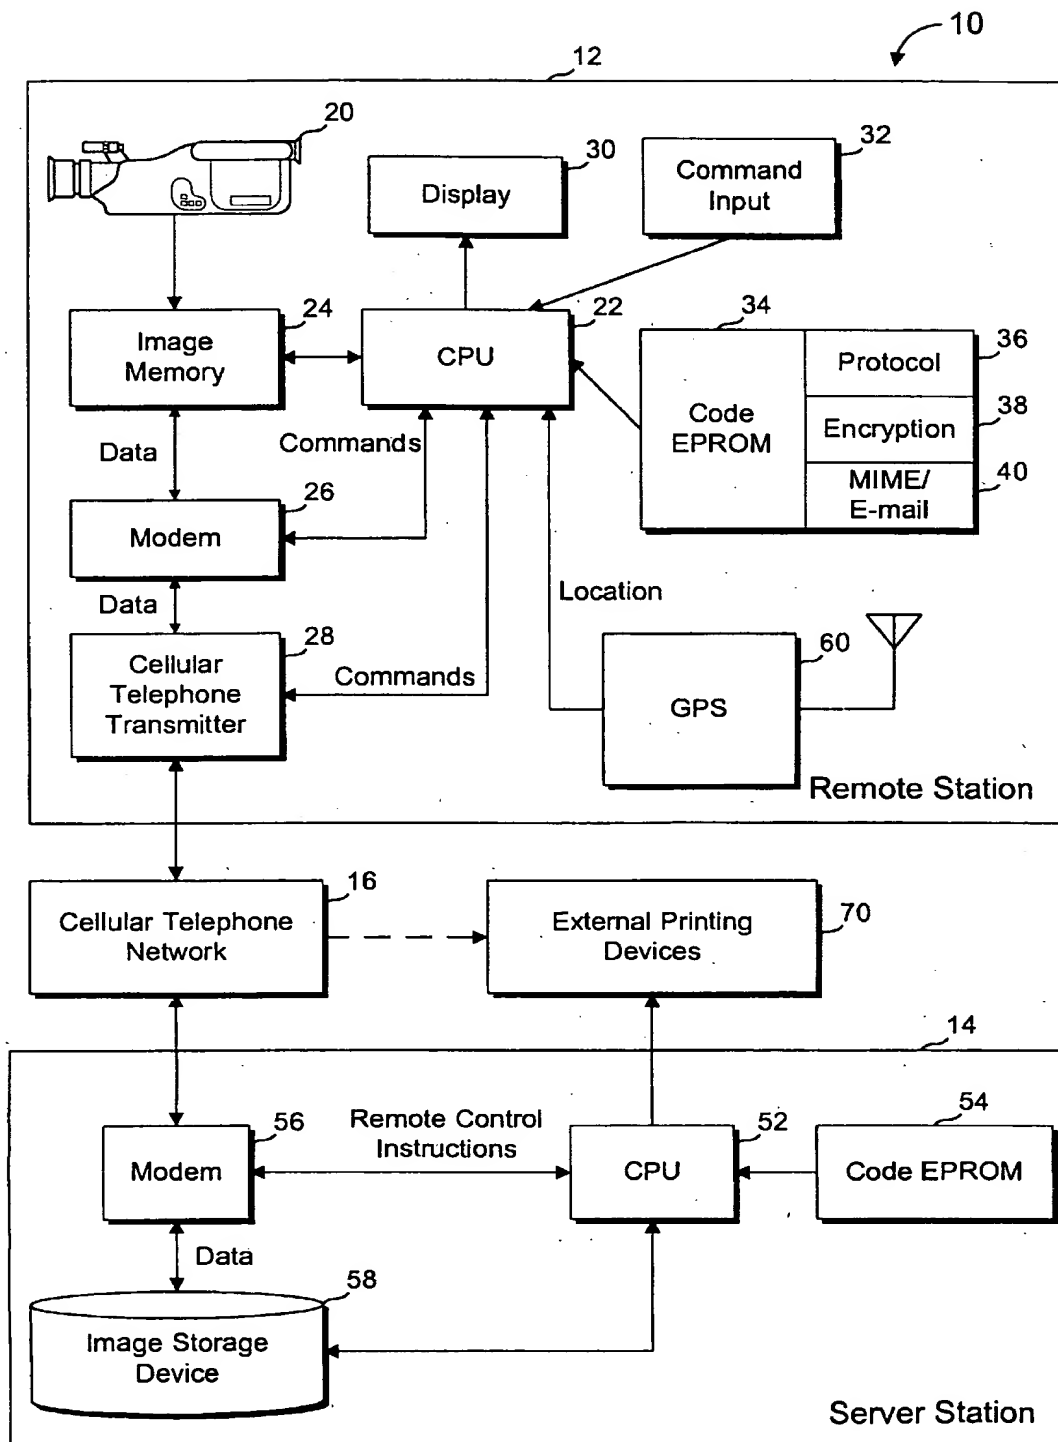 10
12
20
30
32
Display
Command
Input
24
22
34
Image
Memory
CPU
Code
EPROM
Protocol
36
Encryption
38
MIME/
E-mail
40
Data
Commands
26
Modem
Data
Location
28
Cellular
Telephone
Transmitter
Commands
60
GPS
Remote Station
16
Cellular Telephone
Network
70
External Printing
Devices
14
56
Modem
Remote Control
Instructions
52
CPU
54
Code EPROM
Data
58
Image Storage
Device
Server Station